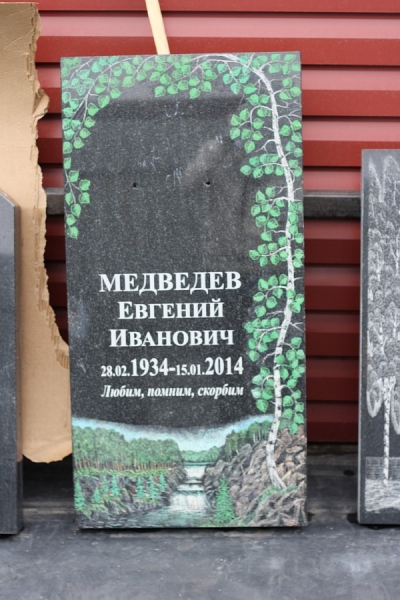 МЕДВЕДЕВ
ЕВГЕНИЙ
ИВАНОВИЧ
28.02.1934-15.01.2014
Любим, помним, скорбим